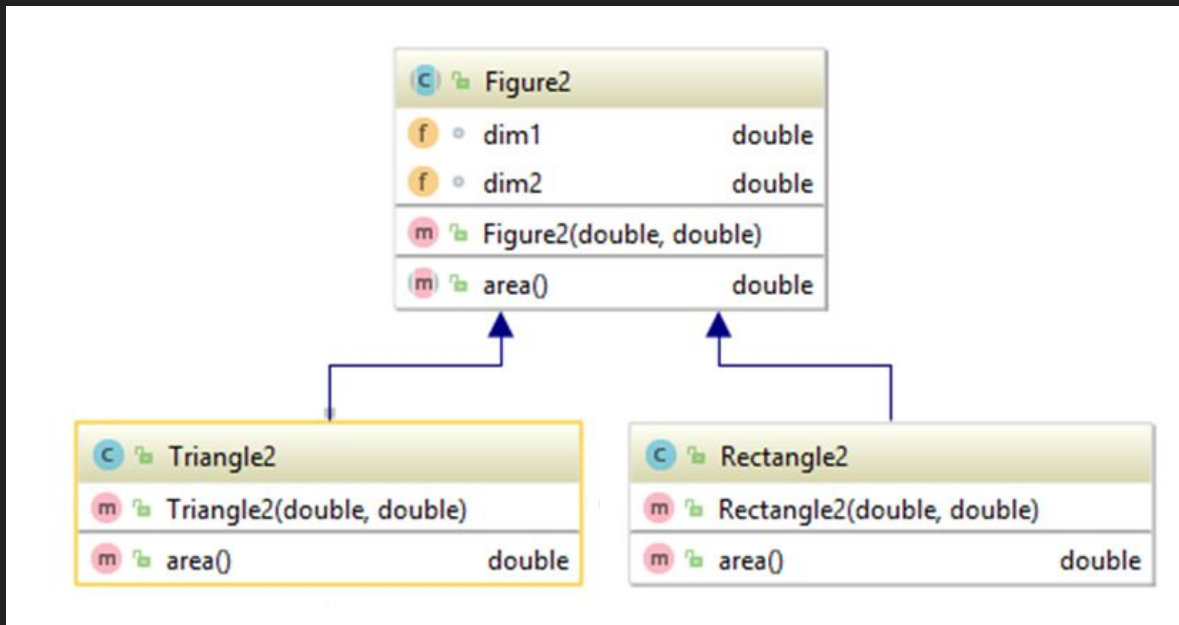 C Figure2
f dim1 double
f dim2 double
m Figure2(double, double)
m area() double
C Triangle2
m Triangle2(double, double)
m area() double
C Rectangle2
m Rectangle2(double, double)
m area() double